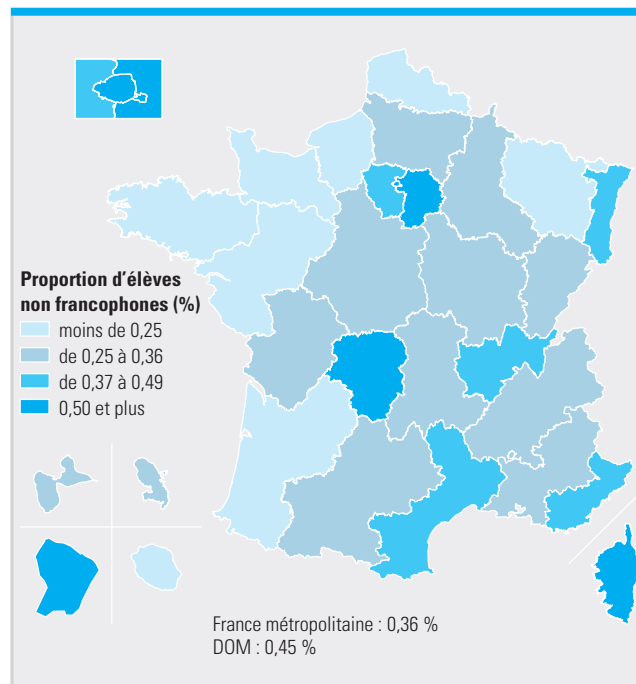 Proportion d'élèves
non francophones (%)
moins de 0,25
de 0,25 à 0,36
de 0,37 à 0,49
0,50 et plus
France métropolitaine : 0,36 %
DOM : 0,45 %